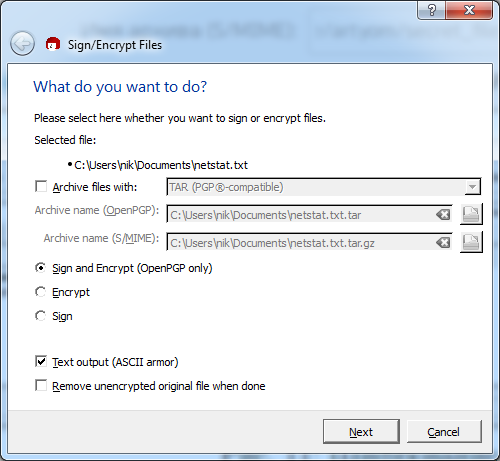 Sign/Encrypt Files
What do you want to do?
Please select here whether you want to sign or encrypt files.
Selected file:
• C:\Users\nik\Documents\netstat.txt
Archive files with: TAR (PGP®-compatible)
Archive name (OpenPGP): C:\Users\nik\Documents\netstat.txt.tar
Archive name (S/MIME): C:\Users\nik\Documents\netstat.txt.tar.gz
Sign and Encrypt (OpenPGP only)
Encrypt
Sign
Text output (ASCII armor)
Remove unencrypted original file when done
Next Cancel